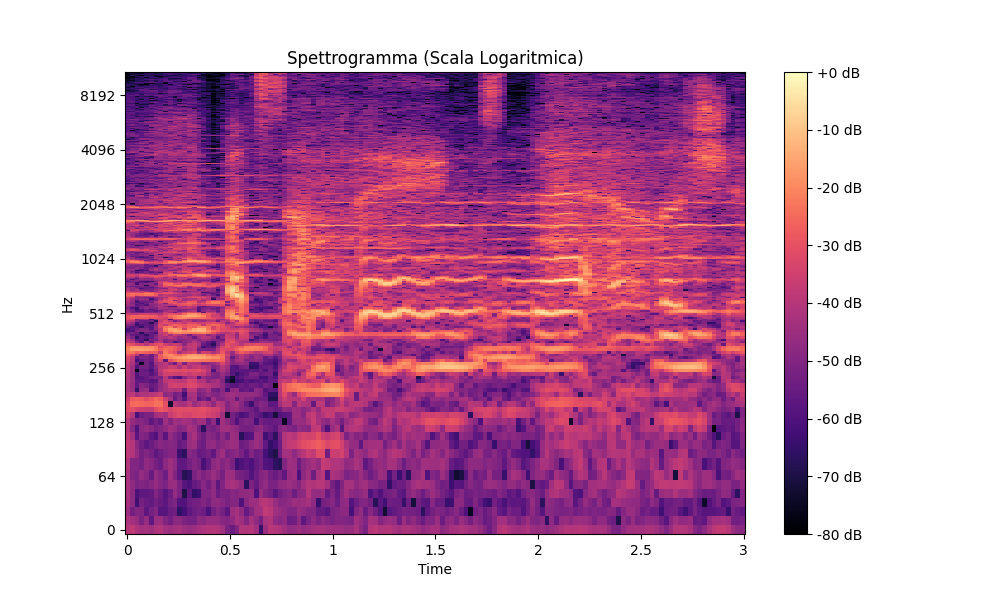 Spettrogramma (Scala Logaritmica)
Hz
8192
4096
2048
1024
512
256
128
64
0
0 0.5 1 1.5 2 2.5 3
Time
+0 dB
-10 dB
-20 dB
-30 dB
-40 dB
-50 dB
-60 dB
-70 dB
-80 dB